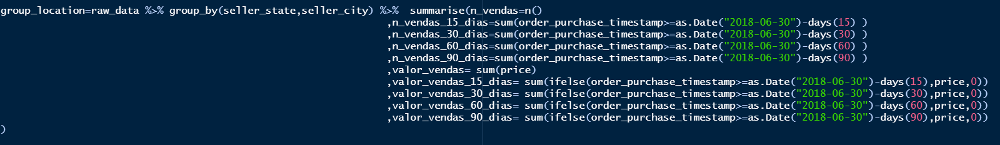 group_location=raw_data %>% group_by(seller_state,seller_city) %>%  summarise(n_vendas=n()
,n_vendas_15_dias=sum(order_purchase_timestamp>=as.Date("2018-06-30")-days(15) )
,n_vendas_30_dias=sum(order_purchase_timestamp>=as.Date("2018-06-30")-days(30) )
,n_vendas_60_dias=sum(order_purchase_timestamp>=as.Date("2018-06-30")-days(60) )
,n_vendas_90_dias=sum(order_purchase_timestamp>=as.Date("2018-06-30")-days(90) )
,valor_vendas= sum(price)
,valor_vendas_15_dias= sum(ifelse(order_purchase_timestamp>=as.Date("2018-06-30")-days(15),price,0))
,valor_vendas_30_dias= sum(ifelse(order_purchase_timestamp>=as.Date("2018-06-30")-days(30),price,0))
,valor_vendas_60_dias= sum(ifelse(order_purchase_timestamp>=as.Date("2018-06-30")-days(60),price,0))
,valor_vendas_90_dias= sum(ifelse(order_purchase_timestamp>=as.Date("2018-06-30")-days(90),price,0))
)